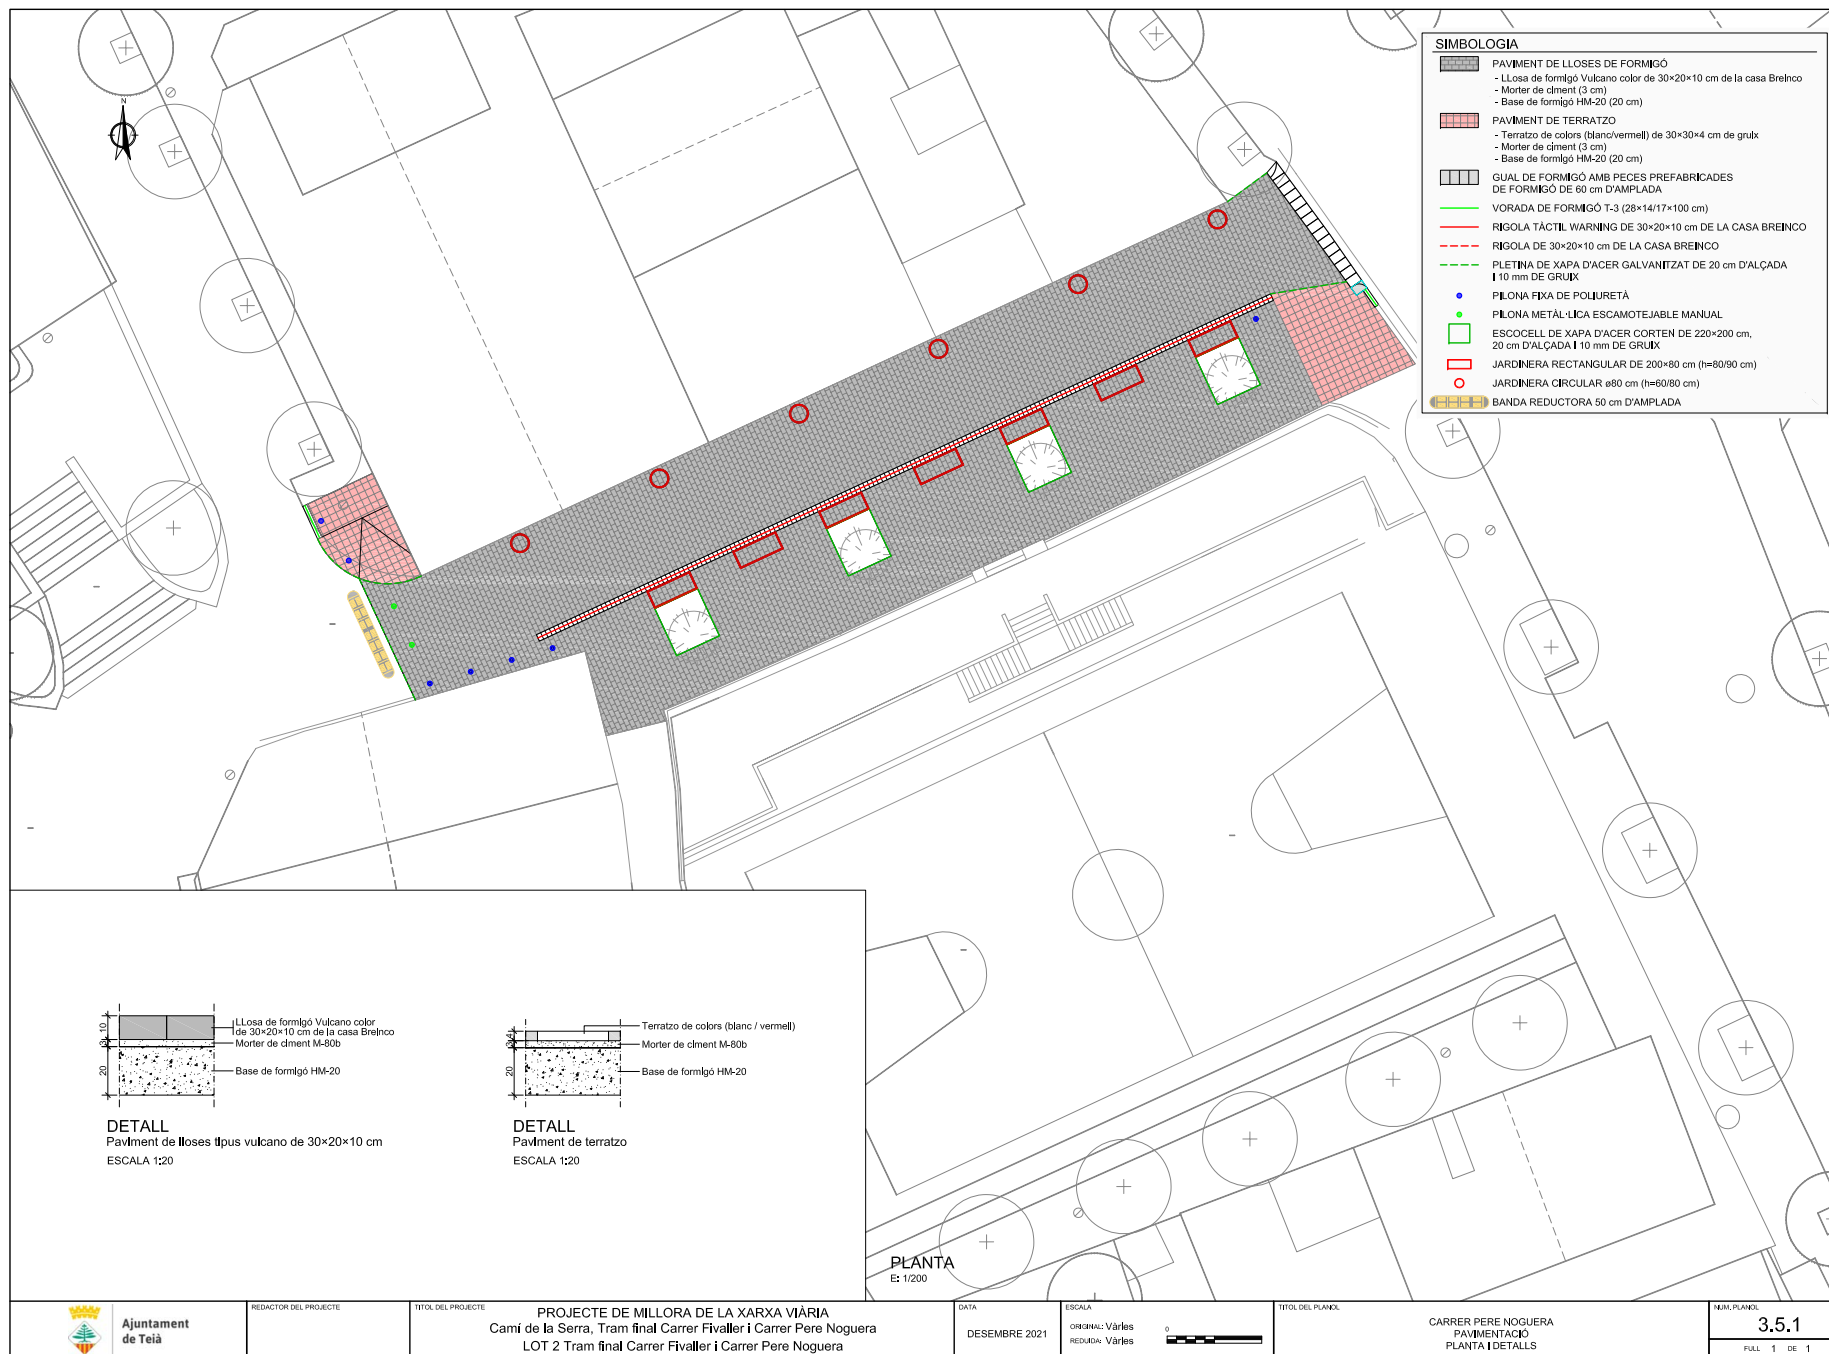 N
SIMBOLOGIA
PAVIMENT DE LLOSES DE FORMIGÓ
- LLosa de formigó Vulcano color de 30×20×10 cm de la casa Breinco
- Morter de ciment (3 cm)
- Base de formigó HM-20 (20 cm)
PAVIMENT DE TERRATZO
- Terratzo de colors (blanc/vermell) de 30×30×4 cm de gruix
- Morter de ciment (3 cm)
- Base de formigó HM-20 (20 cm)
GUAL DE FORMIGÓ AMB PECES PREFABRICADES
DE FORMIGÓ DE 60 cm D'AMPLADA
VORADA DE FORMIGÓ T-3 (28×14/17×100 cm)
RIGOLA TÀCTIL WARNING DE 30×20×10 cm DE LA CASA BREINCO
RIGOLA DE 30×20×10 cm DE LA CASA BREINCO
PLETINA DE XAPA D'ACER GALVANITZAT DE 20 cm D'ALÇADA
I 10 mm DE GRUIX
PILONA FIXA DE POLIURETÀ
PILONA METÀL·LICA ESCAMOTEJABLE MANUAL
ESCOCELL DE XAPA D'ACER CORTEN DE 220×200 cm,
20 cm D'ALÇADA I 10 mm DE GRUIX
JARDINERA RECTANGULAR DE 200×80 cm (h=80/90 cm)
JARDINERA CIRCULAR ø80 cm (h=60/80 cm)
BANDA REDUCTORA 50 cm D'AMPLADA
10
3
20
LLosa de formigó Vulcano color
de 30×20×10 cm de la casa Breinco
Morter de ciment M-80b
Base de formigó HM-20
DETALL
Paviment de lloses tipus vulcano de 30×20×10 cm
ESCALA 1:20
4
3
20
Terratzo de colors (blanc / vermell)
Morter de ciment M-80b
Base de formigó HM-20
DETALL
Paviment de terratzo
ESCALA 1:20
PLANTA
E: 1/200
Ajuntament
de Teià
REDACTOR DEL PROJECTE
TITOL DEL PROJECTE
PROJECTE DE MILLORA DE LA XARXA VIÀRIA
Camí de la Serra, Tram final Carrer Fivaller i Carrer Pere Noguera
LOT 2 Tram final Carrer Fivaller i Carrer Pere Noguera
DATA
DESEMBRE 2021
ESCALA
ORIGINAL: Vàries
REDUIDA: Vàries
0
TITOL DEL PLANOL
CARRER PERE NOGUERA
PAVIMENTACIÓ
PLANTA I DETALLS
NUM. PLANOL
3.5.1
FULL 1 DE 1